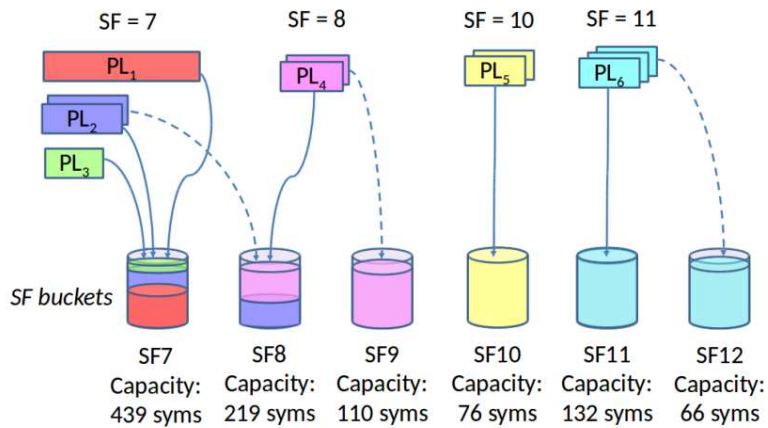 SF = 7 SF = 8 SF = 10 SF = 11
PL1
PL2
PL3
PL4
PL5
PL6
SF buckets
SF7 SF8 SF9 SF10 SF11 SF12
Capacity: Capacity: Capacity: Capacity: Capacity: Capacity:
439 syms 219 syms 110 syms 76 syms 132 syms 66 syms